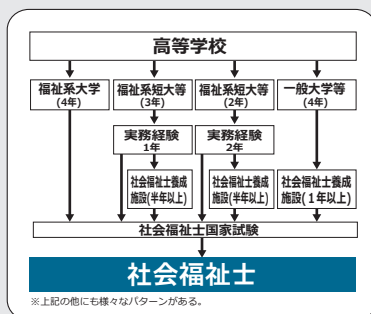 高等学校
福祉系大学
(4年)
福祉系短大等
(3年)
福祉系短大等
(2年)
一般大学等
(4年)
実務経験
1年
実務経験
2年
社会福祉士養成
施設(半年以上)
社会福祉士養成
施設(半年以上)
社会福祉士養成
施設(1年以上)
社会福祉士国家試験
社会福祉士
※上記の他にも様々なパターンがある。